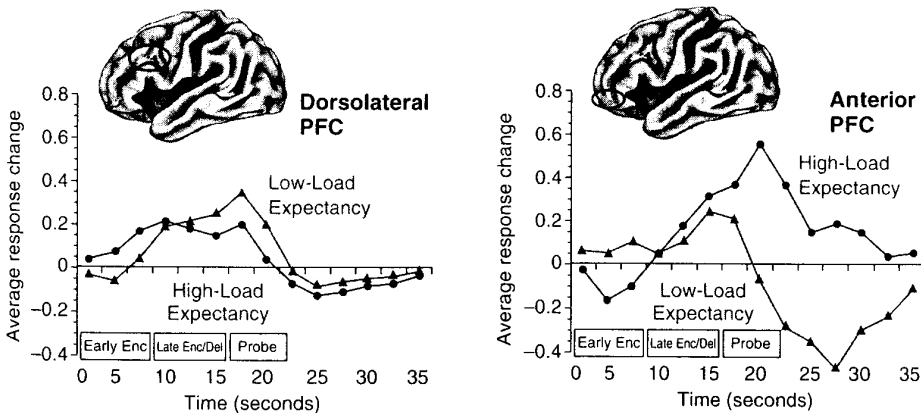 Dorsolateral
PFC
Average response change
0.8
0.6
0.4
0.2
0
−0.2
−0.4
Low-Load
Expectancy
High-Load
Expectancy
Early Enc
Late Enc/Del
Probe
0 5 10 15 20 25 30 35
Time (seconds)
Anterior
PFC
Average response change
0.8
0.6
0.4
0.2
0
−0.2
−0.4
High-Load
Expectancy
Low-Load
Expectancy
Early Enc
Late Enc/Del
Probe
0 5 10 15 20 25 30 35
Time (seconds)